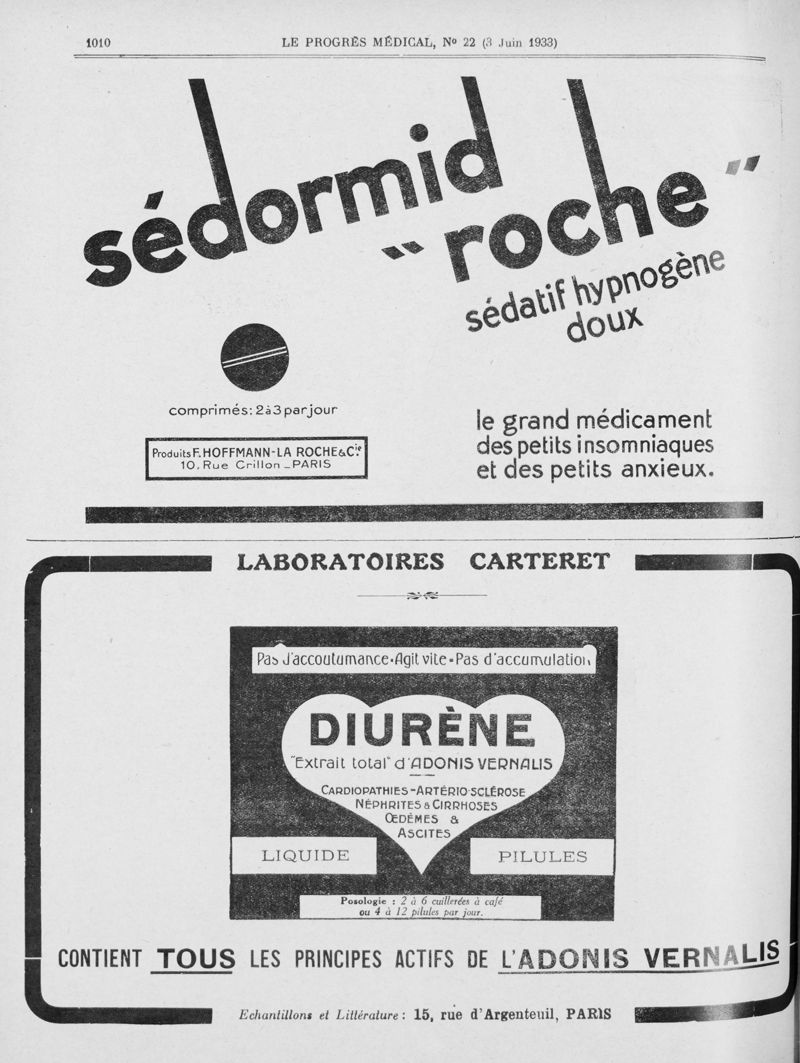 1010
LE PROGRÈS MÉDICAL, Nº 22 (3 Juin 1933)
sédormid
" roche "
sédatif hypnogène
doux
comprimés: 2 à 3 par jour
Produits F. HOFFMANN-LA ROCHE & Cie.
10, Rue Crillon _ PARIS
le grand médicament
des petits insomniaques
et des petits anxieux.
LABORATOIRES CARTERET
Pas d'accoutumance • Agit vite • Pas d'accumulation
DIURÈNE
"Extrait total" d'ADONIS VERNALIS
CARDIOPATHIES - ARTÉRIO-SCLÉROSE
NÉPHRITES & CIRRHOSES
ŒDÈMES &
ASCITES
LIQUIDE
PILULES
Posologie : 2 à 6 cuillerées à café
ou 4 à 12 pilules par jour.
CONTIENT TOUS LES PRINCIPES ACTIFS DE L'ADONIS VERNALIS
Echantillons et Littérature : 15, rue d'Argenteuil, PARIS